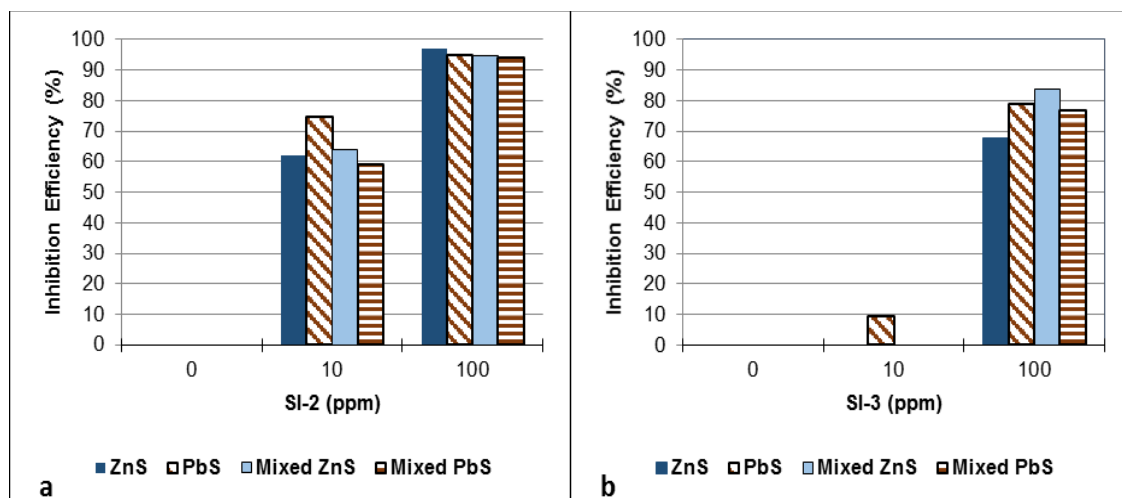 100
90
80
70
60
50
40
30
20
10
0
Inhibition Efficiency (%)
0 10 100
SI-2 (ppm)
ZnS PbS Mixed ZnS Mixed PbS
a
100
90
80
70
60
50
40
30
20
10
0
Inhibition Efficiency (%)
0 10 100
SI-3 (ppm)
ZnS PbS Mixed ZnS Mixed PbS
b